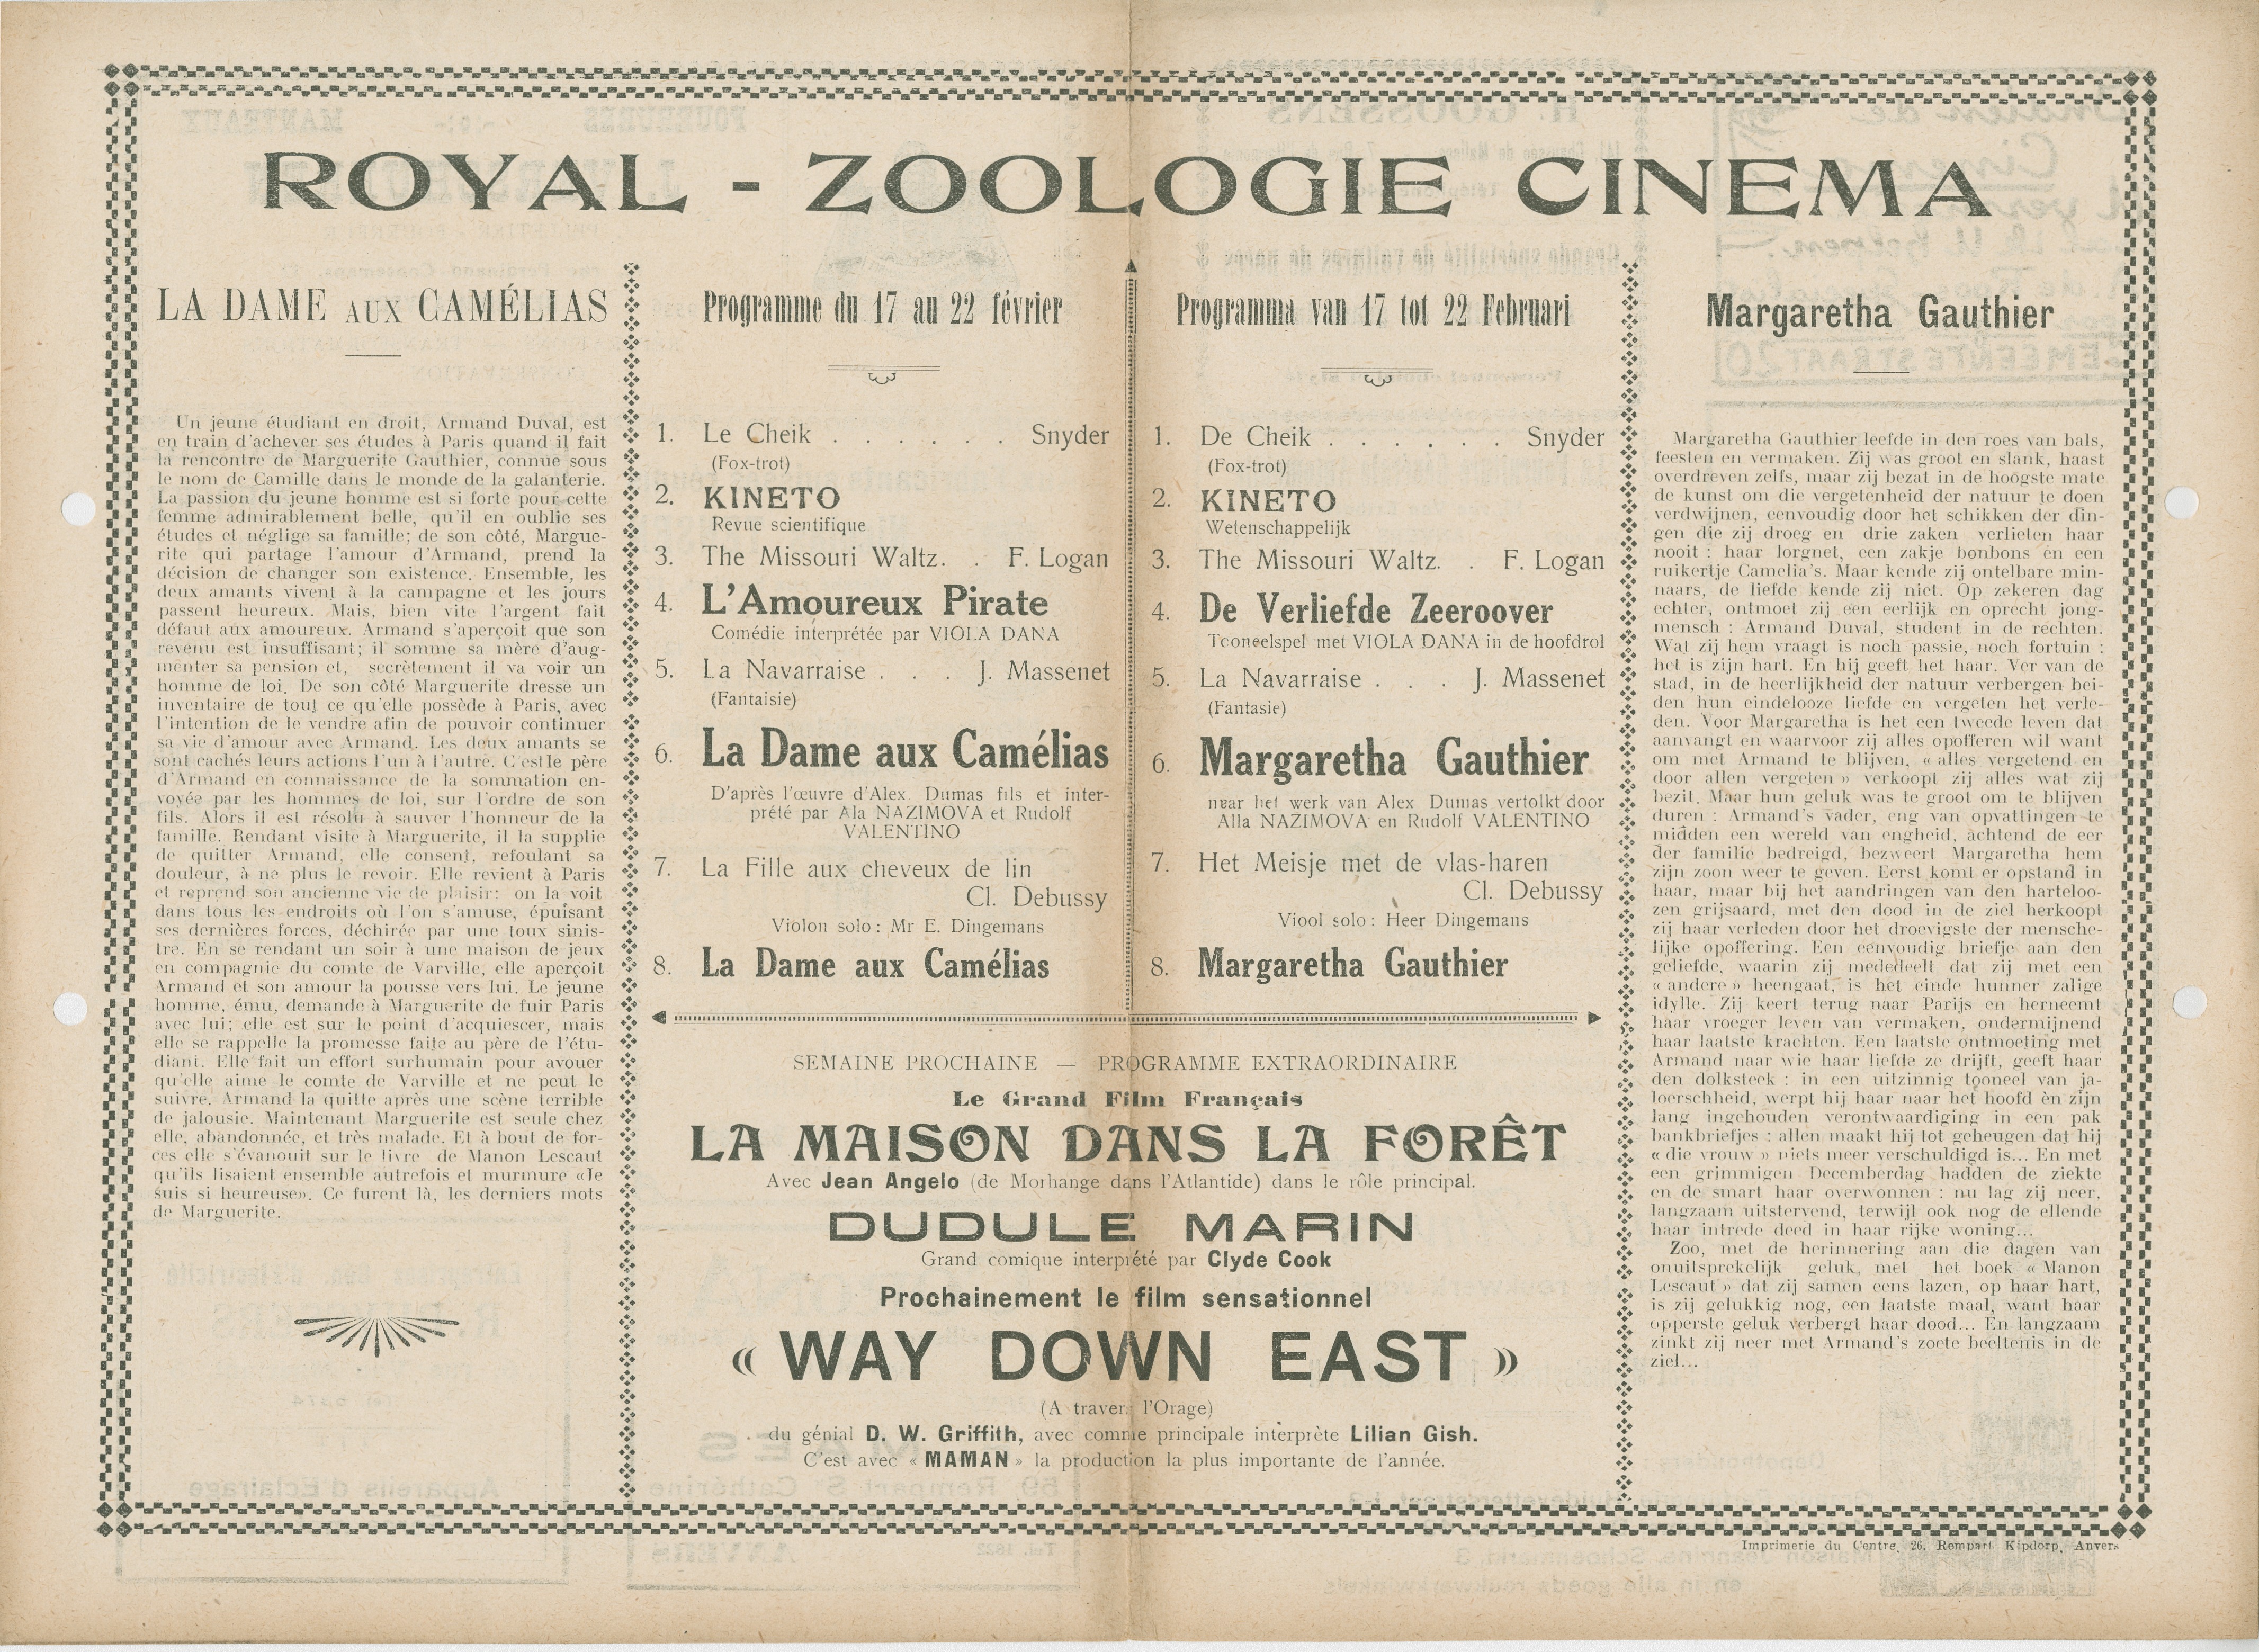 ROYAL - ZOOLOGIE CINEMA
LA DAME AUX CAMÉLIAS
Un jeune étudiant en droit, Armand Duval, est
en train d'achever ses études à Paris quand il fait
la rencontre de Marguerite Gauthier, connue sous
le nom de Camille dans le monde de la galanterie.
La passion du jeune homme est si forte pour cette
femme admirablement belle, qu'il en oublie ses
études et néglige sa famille; de son côté, Margue-
rite qui partage l'amour d'Armand, prend la
décision de changer son existence. Ensemble, les
deux amants vivent à la campagne et les jours
passent heureux. Mais, bien vite l'argent fait
défaut aux amoureux. Armand s'aperçoit que son
revenu est insuffisant; il somme sa mère d'aug-
menter sa pension et, secrètement il va voir un
homme de loi. De son côté Marguerite dresse un
inventaire de tout ce qu'elle possède à Paris, avec
l'intention de le vendre afin de pouvoir continuer
sa vie d'amour avec Armand. Les deux amants se
sont cachés leurs actions l'un à l'autre. C'est le père
d'Armand en connaissance de la sommation en-
voyée par les hommes de loi, sur l'ordre de son
fils. Alors il est résolu à sauver l'honneur de la
famille. Rendant visite à Marguerite, il la supplie
de quitter Armand, elle consent, refoulant sa
douleur, à ne plus le revoir. Elle revient à Paris
et reprend son ancienne vie de plaisir: on la voit
dans tous les endroits où l'on s'amuse, épuisant
ses dernières forces, déchirée par une toux sinis-
tre. En se rendant un soir à une maison de jeux
en compagnie du comte de Varville, elle aperçoit
Armand et son amour la pousse vers lui. Le jeune
homme, ému, demande à Marguerite de fuir Paris
avec lui; elle est sur le point d'acquiescer, mais
elle se rappelle la promesse faite au père de l'étu-
diant. Elle fait un effort surhumain pour avouer
qu'elle aime le comte de Varville et ne peut le
suivre. Armand la quitte après une scène terrible
de jalousie. Maintenant Marguerite est seule chez
elle, abandonnée, et très malade. Et à bout de for-
ces elle s'évanouit sur le livre de Manon Lescaut
qu'ils lisaient ensemble autrefois et murmure «Je
suis si heureuse». Ce furent là, les derniers mots
de Marguerite.
Programme du 17 au 22 février
1. Le Cheik . . . . . . Snyder
(Fox-trot)
2. KINETO
Revue scientifique
3. The Missouri Waltz. . F. Logan
4. L'Amoureux Pirate
Comédie interprétée par VIOLA DANA
5. La Navarraise . . . J. Massenet
(Fantaisie)
6. La Dame aux Camélias
D'après l'œuvre d'Alex. Dumas fils et inter-
prété par Ala NAZIMOVA et Rudolf
VALENTINO
7. La Fille aux cheveux de lin
Cl. Debussy
Violon solo: Mr E. Dingemans
8. La Dame aux Camélias
Programma van 17 tot 22 Februari
1. De Cheik . . . . . . Snyder
(Fox-trot)
2. KINETO
Wetenschappelijk
3. The Missouri Waltz. . F. Logan
4. De Verliefde Zeeroover
Tooneelspel met VIOLA DANA in de hoofdrol
5. La Navarraise . . . J. Massenet
(Fantasie)
6. Margaretha Gauthier
naar het werk van Alex Dumas vertolkt door
Alla NAZIMOVA en Rudolf VALENTINO
7. Het Meisje met de vlas-haren
Cl. Debussy
Viool solo: Heer Dingemans
8. Margaretha Gauthier
SEMAINE PROCHAINE — PROGRAMME EXTRAORDINAIRE
Le Grand Film Français
LA MAISON DANS LA FORÊT
Avec Jean Angelo (de Morhange dans l'Atlantide) dans le rôle principal.
DUDULE MARIN
Grand comique interprété par Clyde Cook
Prochainement le film sensationnel
« WAY DOWN EAST »
(A travers l'Orage)
du génial D. W. Griffith, avec comme principale interprète Lilian Gish.
C'est avec « MAMAN » la production la plus importante de l'année.
Margaretha Gauthier
Margaretha Gauthier leefde in den roes van bals,
feesten en vermaken. Zij was groot en slank, haast
overdreven zelfs, maar zij bezat in de hoogste mate
de kunst om die vergetenheid der natuur te doen
verdwijnen, eenvoudig door het schikken der din-
gen die zij droeg en drie zaken verlieten haar
nooit : haar lorgnet, een zakje bonbons en een
ruikertje Camelia's. Maar kende zij ontelbare min-
naars, de liefde kende zij niet. Op zekeren dag
echter, ontmoet zij een eerlijk en oprecht jong-
mensch : Armand Duval, student in de rechten.
Wat zij hem vraagt is noch passie, noch fortuin :
het is zijn hart. En hij geeft het haar. Ver van de
stad, in de heerlijkheid der natuur verbergen bei-
den hun eindelooze liefde en vergeten het verle-
den. Voor Margaretha is het een tweede leven dat
aanvangt en waarvoor zij alles opofferen wil want
om met Armand te blijven, « alles vergetend en
door allen vergeten » verkoopt zij alles wat zij
bezit. Maar hun geluk was te groot om te blijven
duren : Armand's vader, eng van opvattingen te
midden een wereld van engheid, achtend de eer
der familie bedreigd, bezweert Margaretha hem
zijn zoon weer te geven. Eerst komt er opstand in
haar, maar bij het aandringen van den harteloo-
zen grijsaard, met den dood in de ziel herkoopt
zij haar verleden door het droevigste der mensche-
lijke opoffering. Een eenvoudig briefje aan den
geliefde, waarin zij mededeelt dat zij met een
« andere » heengaat, is het einde hunner zalige
idylle. Zij keert terug naar Parijs en herneemt
haar vroeger leven van vermaken, ondermijnend
haar laatste krachten. Een laatste ontmoeting met
Armand naar wie haar liefde ze drijft, geeft haar
den dolksteek : in een uitzinnig tooneel van ja-
loerschheid, werpt hij haar naar het hoofd èn zijn
lang ingehouden verontwaardiging in een pak
bankbriefjes : allen maakt hij tot geheugen dat hij
« die vrouw » niets meer verschuldigd is... En met
een grimmigen Decemberdag hadden de ziekte
en de smart haar overwonnen : nu lag zij neer,
langzaam uitstervend, terwijl ook nog de ellende
haar intrede deed in haar rijke woning...
Zoo, met de herinnering aan die dagen van
onuitsprekelijk geluk, met het boek « Manon
Lescaut » dat zij samen eens lazen, op haar hart,
is zij gelukkig nog, een laatste maal, want haar
opperste geluk verbergt haar dood... En langzaam
zinkt zij neer met Armand's zoete beeltenis in de
ziel...
Imprimerie du Centre, 26, Rempart Kipdorp, Anvers